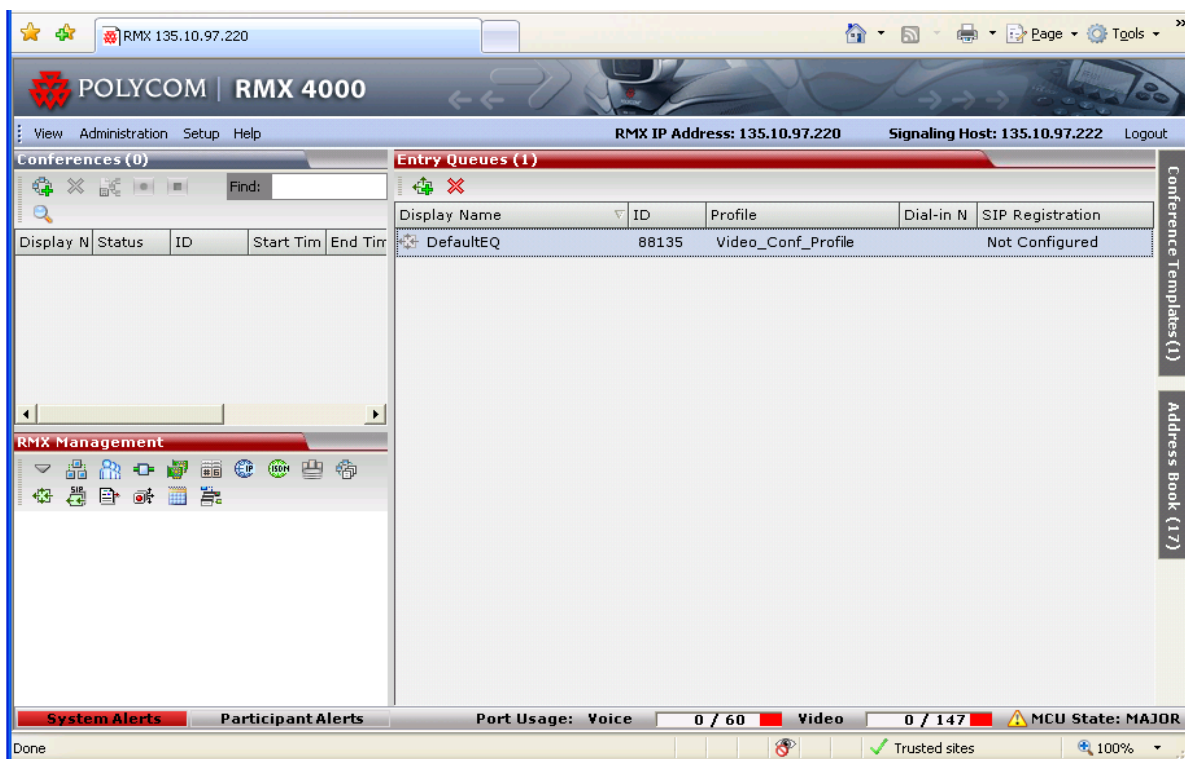 RMX 135.10.97.220
Page
Tools
»
POLYCOM | RMX 4000
View Administration Setup Help
RMX IP Address: 135.10.97.220 Signaling Host: 135.10.97.222 Logout
Conferences (0)
Find:
Display N Status ID Start Tim End Tim
Entry Queues (1)
Display Name ID Profile Dial-in N SIP Registration
DefaultEQ 88135 Video_Conf_Profile Not Configured
Conference Templates (1)
Address Book (17)
RMX Management
#6 IP ISDN
SIP
System Alerts Participant Alerts Port Usage: Voice 0 / 60 Video 0 / 147 MCU State: MAJOR
Done Trusted sites 100%